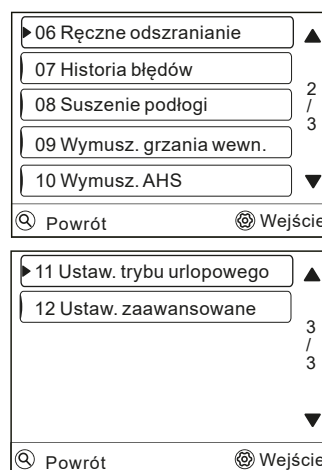 06 Ręczne odszranianie
07 Historia błędów
08 Suszenie podłogi
09 Wymusz. grzania wewn.
10 Wymusz. AHS
2
/
3
Powrót Wejście
11 Ustaw. trybu urlopowego
12 Ustaw. zaawansowane
3
/
3
Powrót Wejście